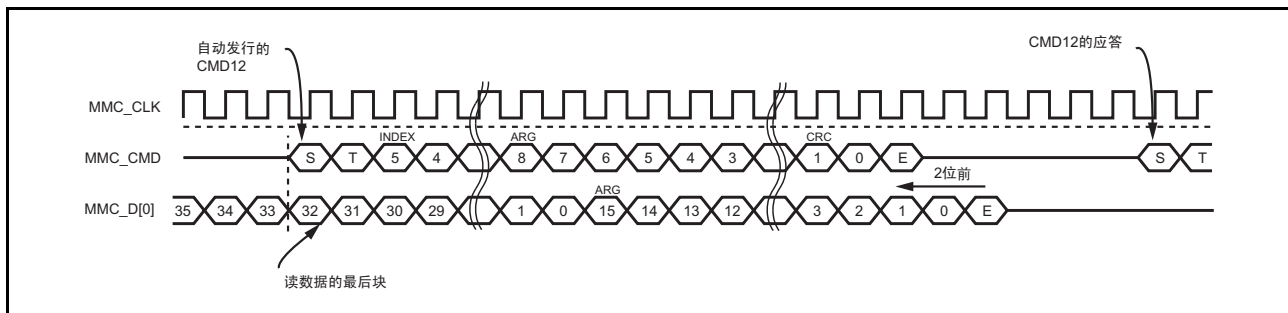 自动发行的
CMD12
CMD12的应答
MMC_CLK
INDEX ARG CRC
MMC_CMD S T 5 4 8 7 6 5 4 3 1 0 E S T
2位前
ARG
MMC_D[0] 35 34 33 32 31 30 29 1 0 15 14 13 12 3 2 1 0 E
读数据的最后块